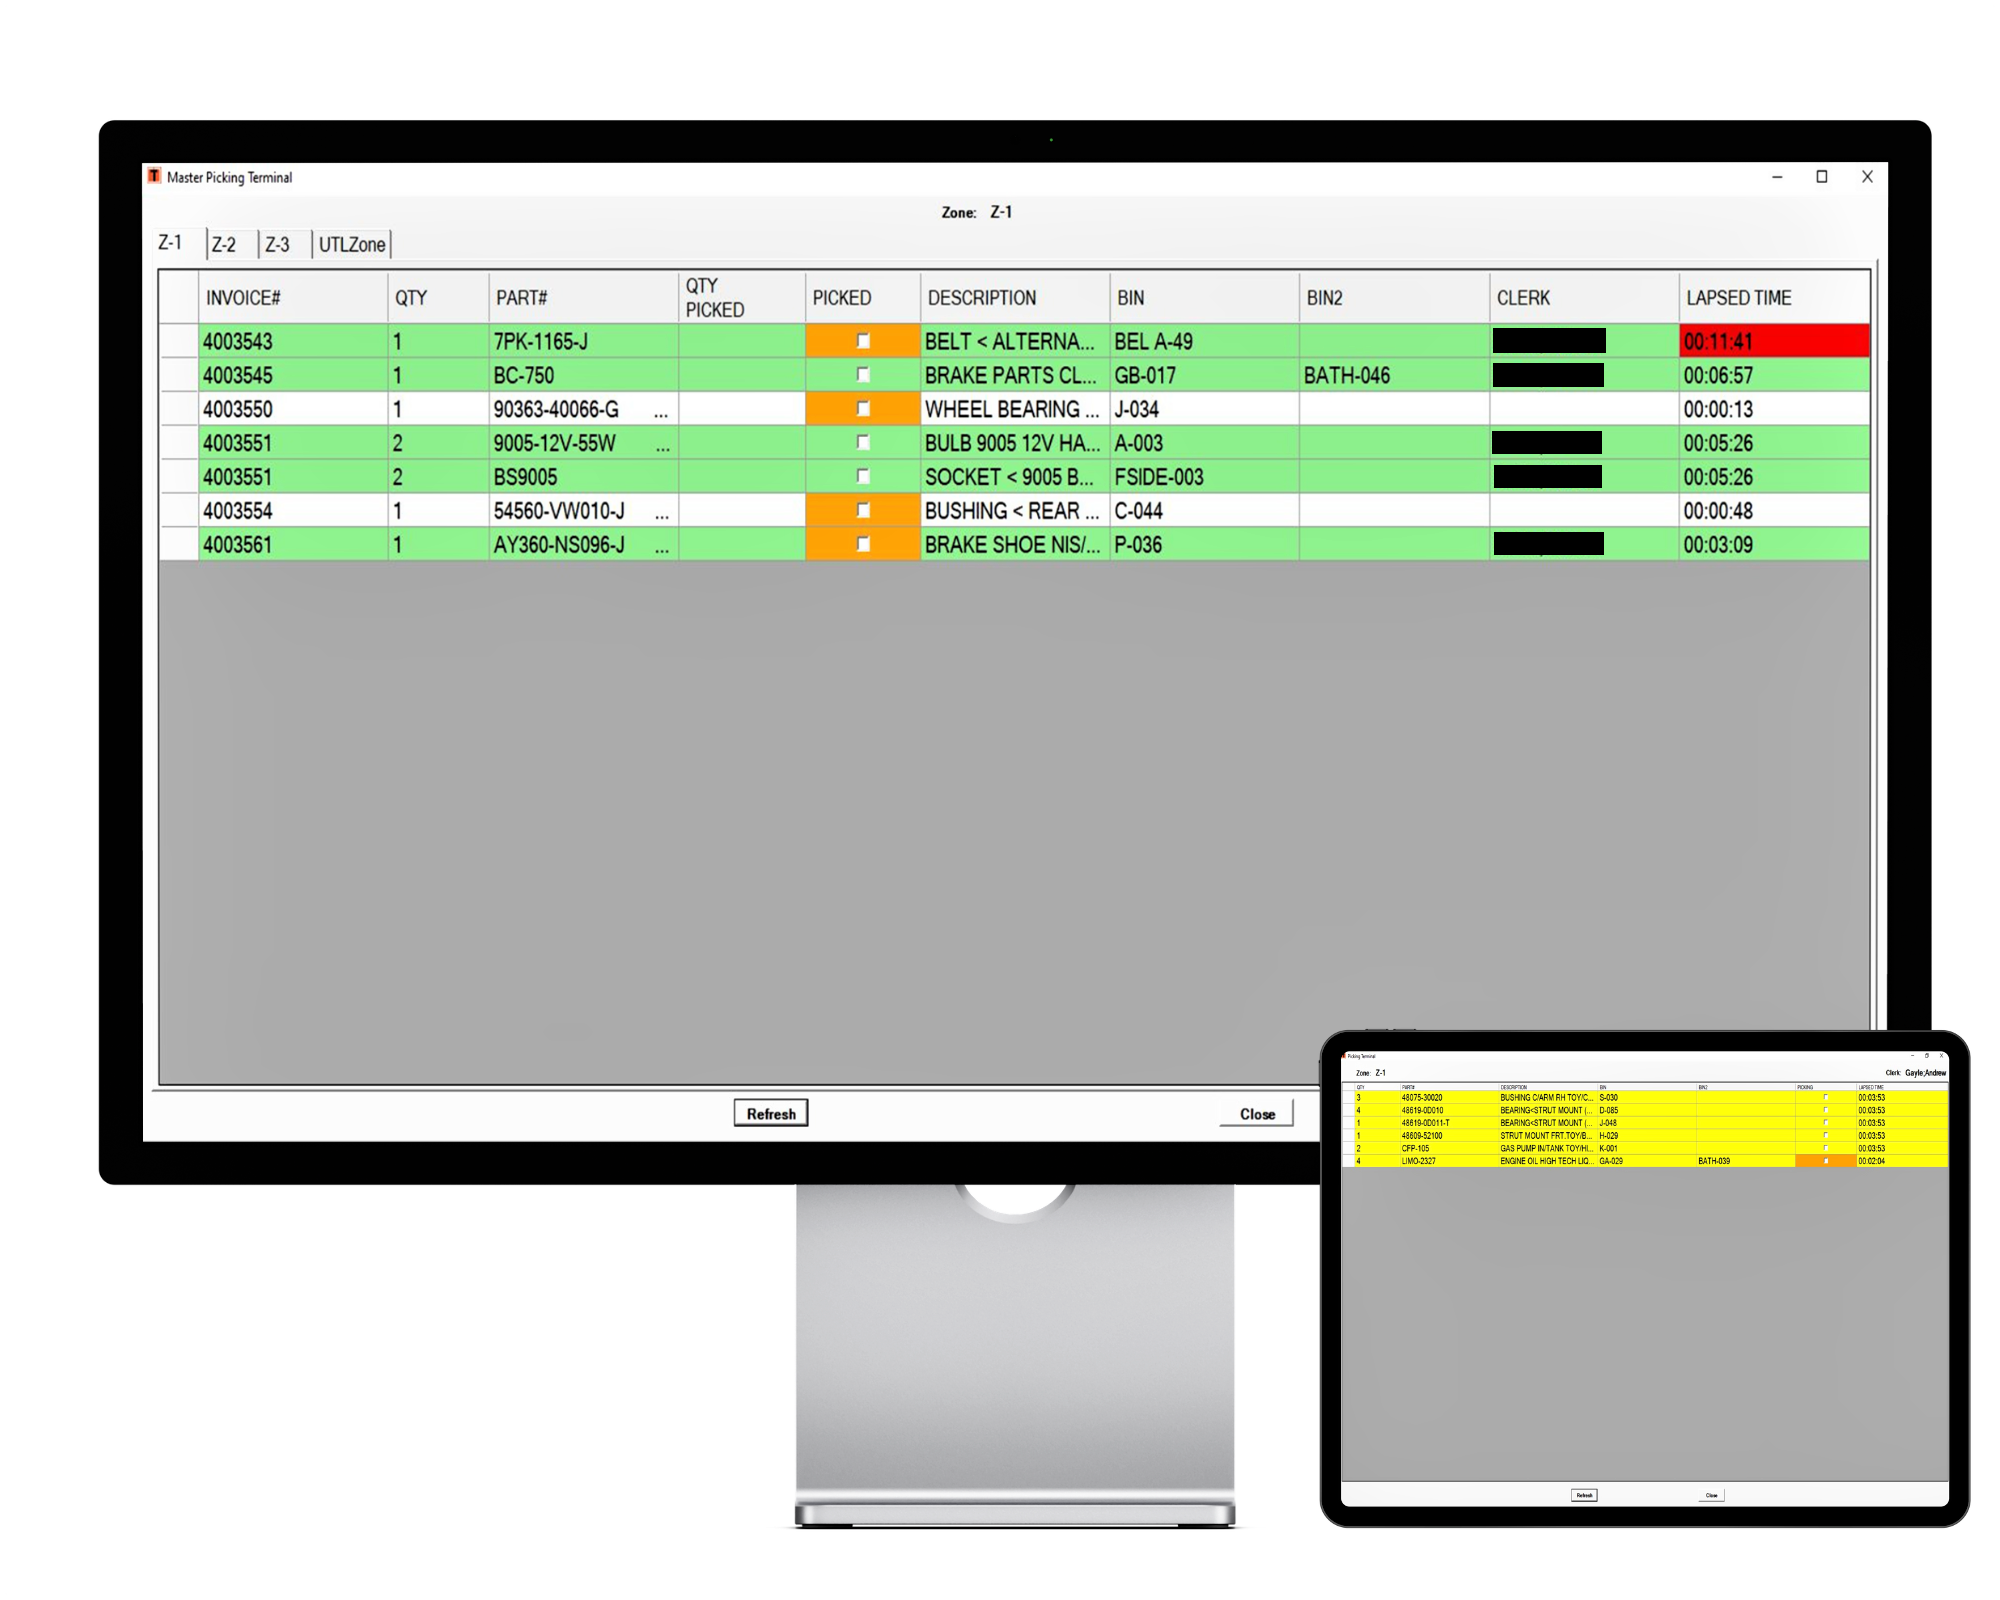 T Master Picking Terminal
Zone: Z-1
Z-1 Z-2 Z-3 UTLZone
INVOICE# QTY PART# QTY PICKED PICKED DESCRIPTION BIN BIN2 CLERK LAPSED TIME
4003543 1 7PK-1165-J BELT < ALTERNA... BEL A-49 00:11:41
4003545 1 BC-750 BRAKE PARTS CL... GB-017 BATH-046 00:06:57
4003550 1 90363-40066-G ... WHEEL BEARING ... J-034 00:00:13
4003551 2 9005-12V-55W ... BULB 9005 12V HA... A-003 00:05:26
4003551 2 BS9005 SOCKET < 9005 B... FSIDE-003 00:05:26
4003554 1 54560-VW010-J ... BUSHING < REAR ... C-044 00:00:48
4003561 1 AY360-NS096-J ... BRAKE SHOE NIS/... P-036 00:03:09
Refresh Close
Picking Terminal
Zone: Z-1 Clerk: Gayle;Andrew
QTY PART# DESCRIPTION BIN BIN2 PICKING LAPSED TIME
3 48075-30020 BUSHING C/ARM RH TOY/C... S-030 00:03:53
4 48619-0D010 BEARING<STRUT MOUNT (... D-085 00:03:53
1 48619-0D011-T BEARING<STRUT MOUNT (... J-048 00:03:53
1 48609-52100 STRUT MOUNT FRT.TOY/B... H-029 00:03:53
2 CFP-105 GAS PUMP IN/TANK TOY/HI... K-001 00:03:53
4 LIMO-2327 ENGINE OIL HIGH TECH LIQ... GA-029 BATH-039 00:02:04
Refresh Close